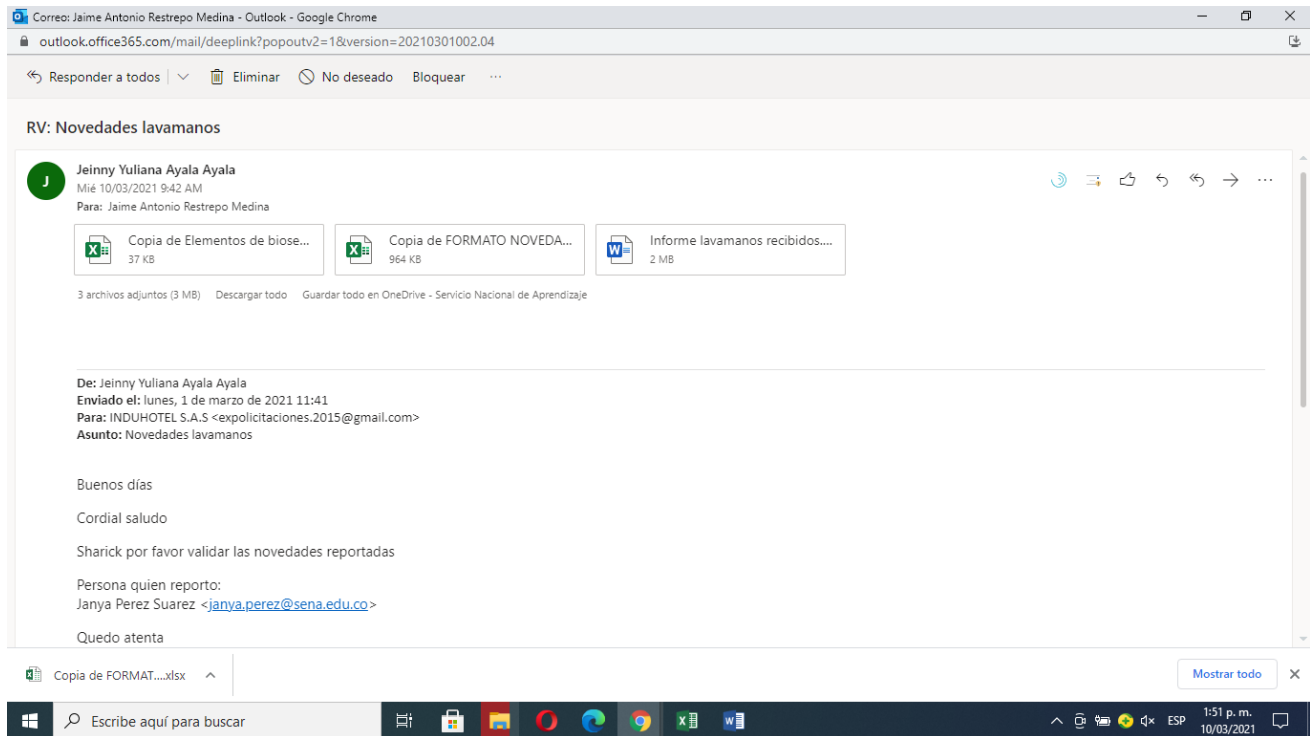 Correo: Jaime Antonio Restrepo Medina - Outlook - Google Chrome
outlook.office365.com/mail/deeplink?popoutv2=1&version=20210301002.04
Responder a todos Eliminar No deseado Bloquear ...
RV: Novedades lavamanos
J
Jeinny Yuliana Ayala Ayala
Mié 10/03/2021 9:42 AM
Para: Jaime Antonio Restrepo Medina
Copia de Elementos de biose...
37 KB
Copia de FORMATO NOVEDA...
964 KB
Informe lavamanos recibidos....
2 MB
3 archivos adjuntos (3 MB) Descargar todo Guardar todo en OneDrive - Servicio Nacional de Aprendizaje
De: Jeinny Yuliana Ayala Ayala
Enviado el: lunes, 1 de marzo de 2021 11:41
Para: INDUHOTEL S.A.S <expolicitaciones.2015@gmail.com>
Asunto: Novedades lavamanos
Buenos días
Cordial saludo
Sharick por favor validar las novedades reportadas
Persona quien reporto:
Janya Perez Suarez <janya.perez@sena.edu.co>
Quedo atenta
Copia de FORMAT....xlsx
Mostrar todo
Escribe aquí para buscar
ESP
1:51 p. m.
10/03/2021